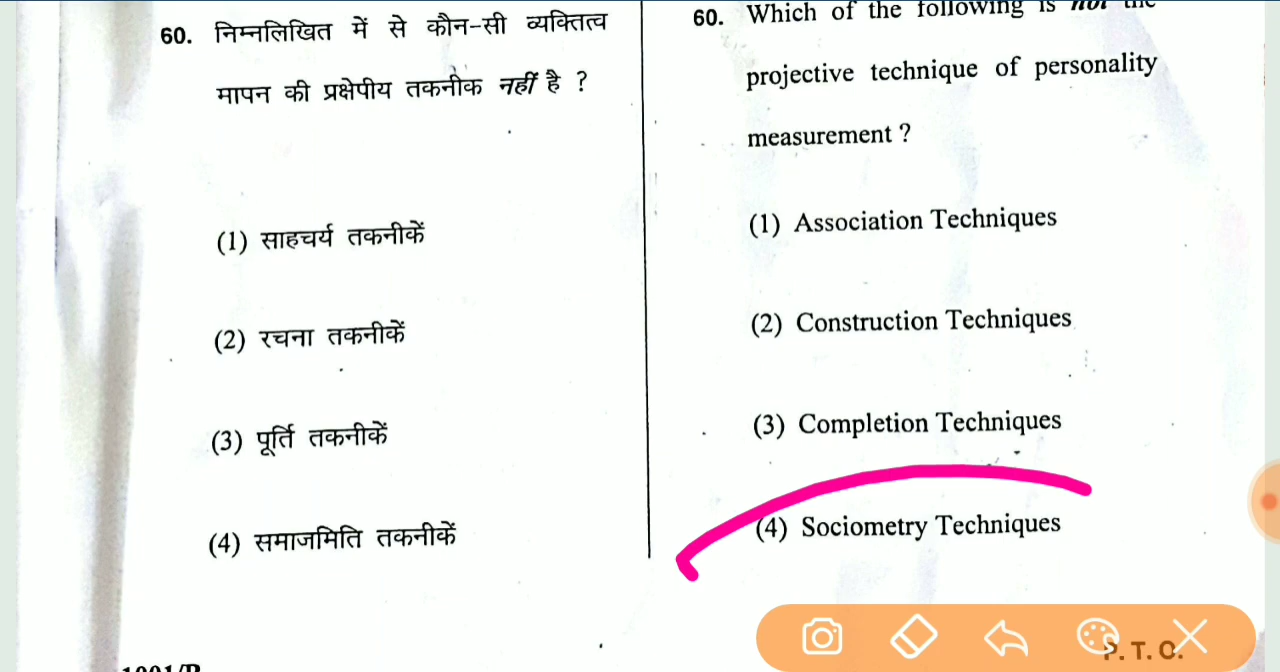 60. निम्नलिखित में से कौन-सी व्यक्तित्व
मापन की प्रक्षेपीय तकनीक नहीं है ?
(1) साहचर्य तकनीकें
(2) रचना तकनीकें
(3) पूर्ति तकनीकें
(4) समाजमिति तकनीकें
60. Which of the following is not the
projective technique of personality
measurement ?
(1) Association Techniques
(2) Construction Techniques
(3) Completion Techniques
(4) Sociometry Techniques
P. T. O.